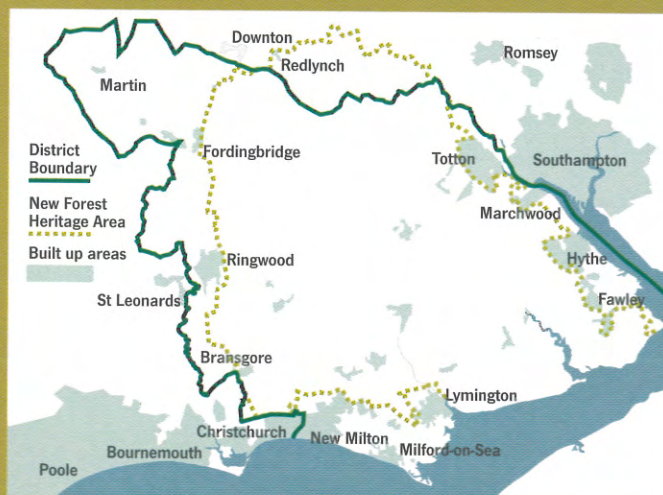 Downton
Redlynch
Romsey
Martin
District
Boundary
Fordingbridge
Totton
Southampton
New Forest
Heritage Area
Marchwood
Built up areas
Ringwood
Hythe
St Leonards
Fawley
Bransgore
Lymington
Christchurch
New Milton
Bournemouth
Milford-on-Sea
Poole